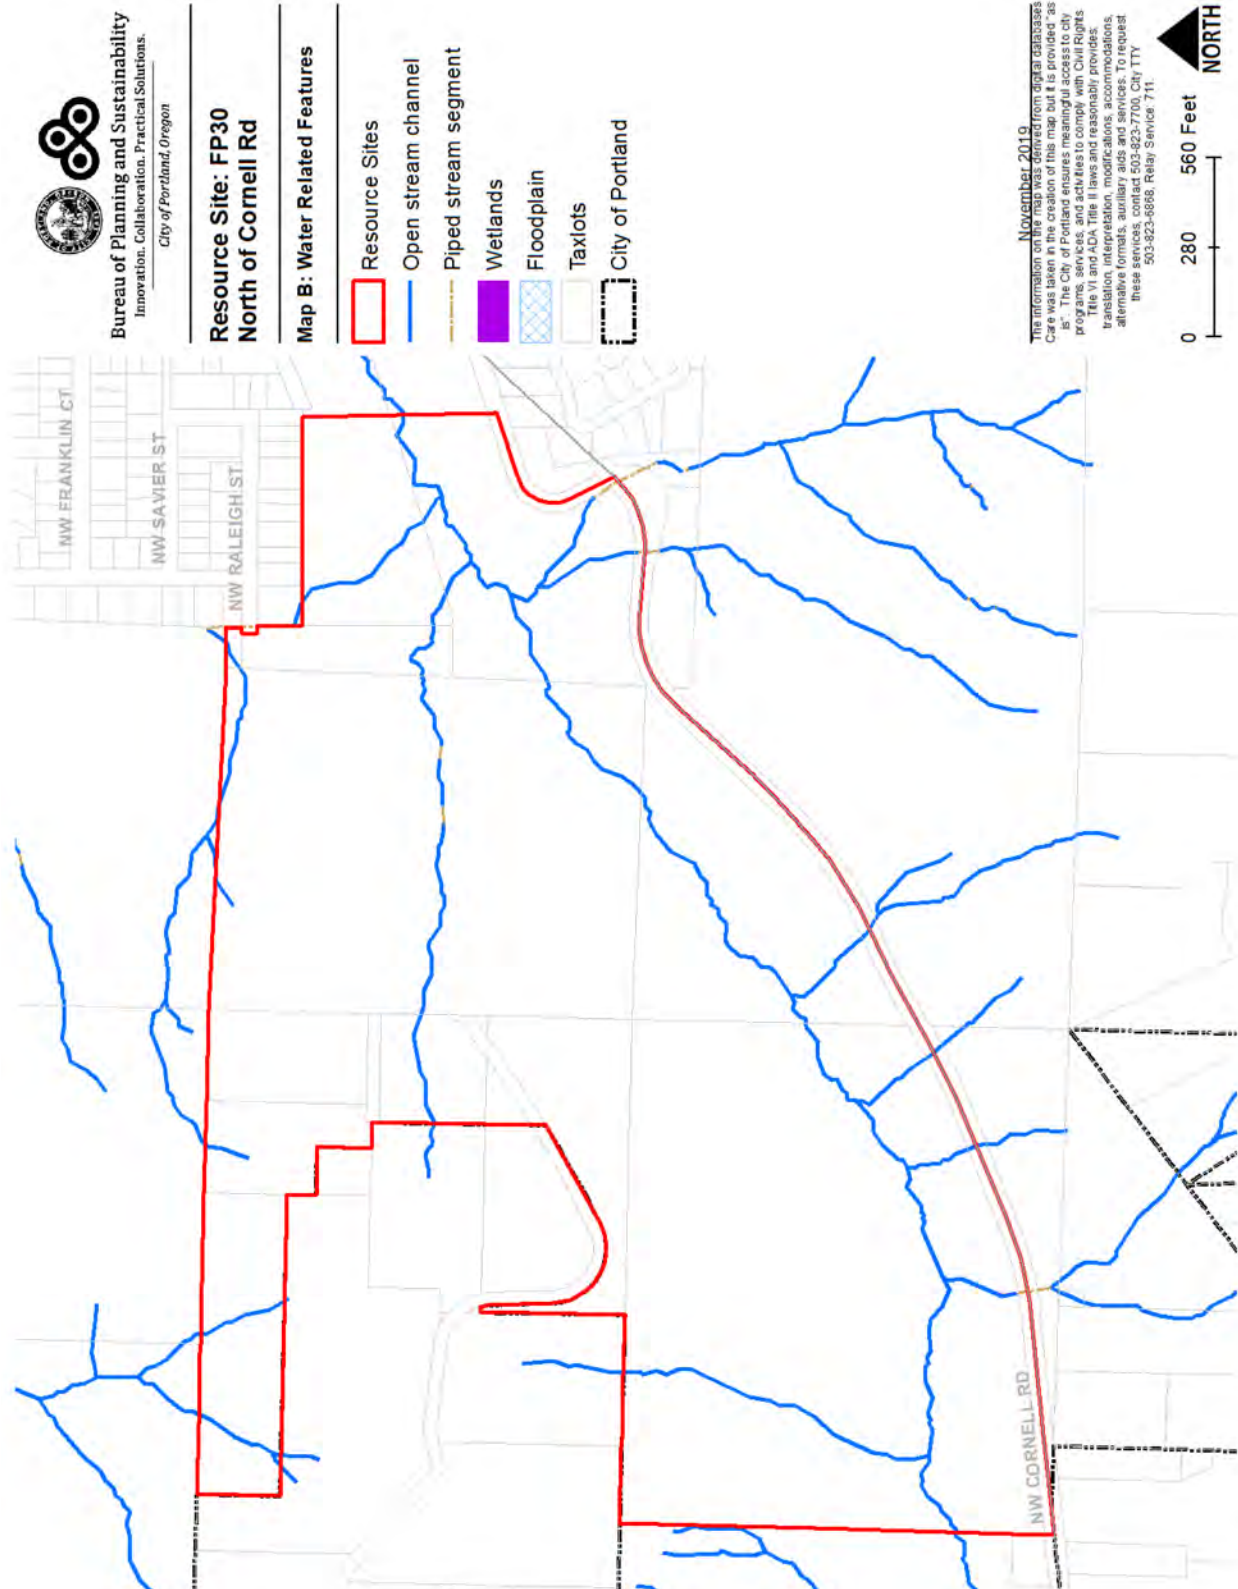 Bureau of Planning and Sustainability
Innovation. Collaboration. Practical Solutions.
City of Portland, Oregon
Resource Site: FP30
North of Cornell Rd
Map B: Water Related Features
Resource Sites
Open stream channel
Piped stream segment
Wetlands
Floodplain
Taxlots
City of Portland
November 2019
The information on the map was derived from digital databases
Care was taken in the creation of this map but it is provided "as
is". The City of Portland ensures meaningful access to city
programs, services, and activities to comply with Civil Rights
Title VI and ADA Title II laws and reasonably provides:
translation, interpretation, modifications, accommodations,
alternative formats, auxiliary aids and services. To request
these services, contact 503-823-7700, City TTY
503-823-6868, Relay Service: 711.
0 280 560 Feet
NORTH
NW FRANKLIN CT
NW SAVIER ST
NW RALEIGH ST
NW CORNELL RD